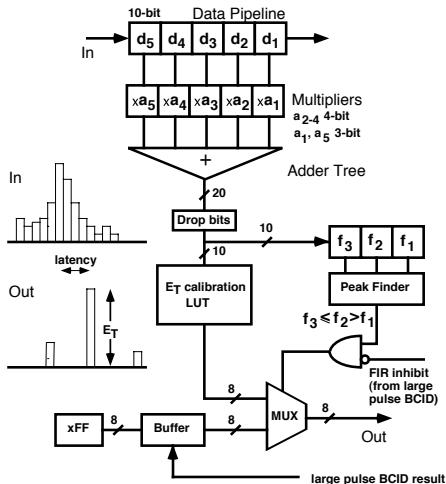 10-bit
Data Pipeline
In
d5 d4 d3 d2 d1
xa5 xa4 xa3 xa2 xa1
Multipliers
a2-4 4-bit
a1, a5 3-bit
+
Adder Tree
20
Drop bits
10
10
f3 f2 f1
Peak Finder
f3 ≤ f2 > f1
In
latency
Out
ET
ET calibration
LUT
FIR inhibit
(from large
pulse BCID)
8
MUX
8
Out
xFF
8
Buffer
8
large pulse BCID result